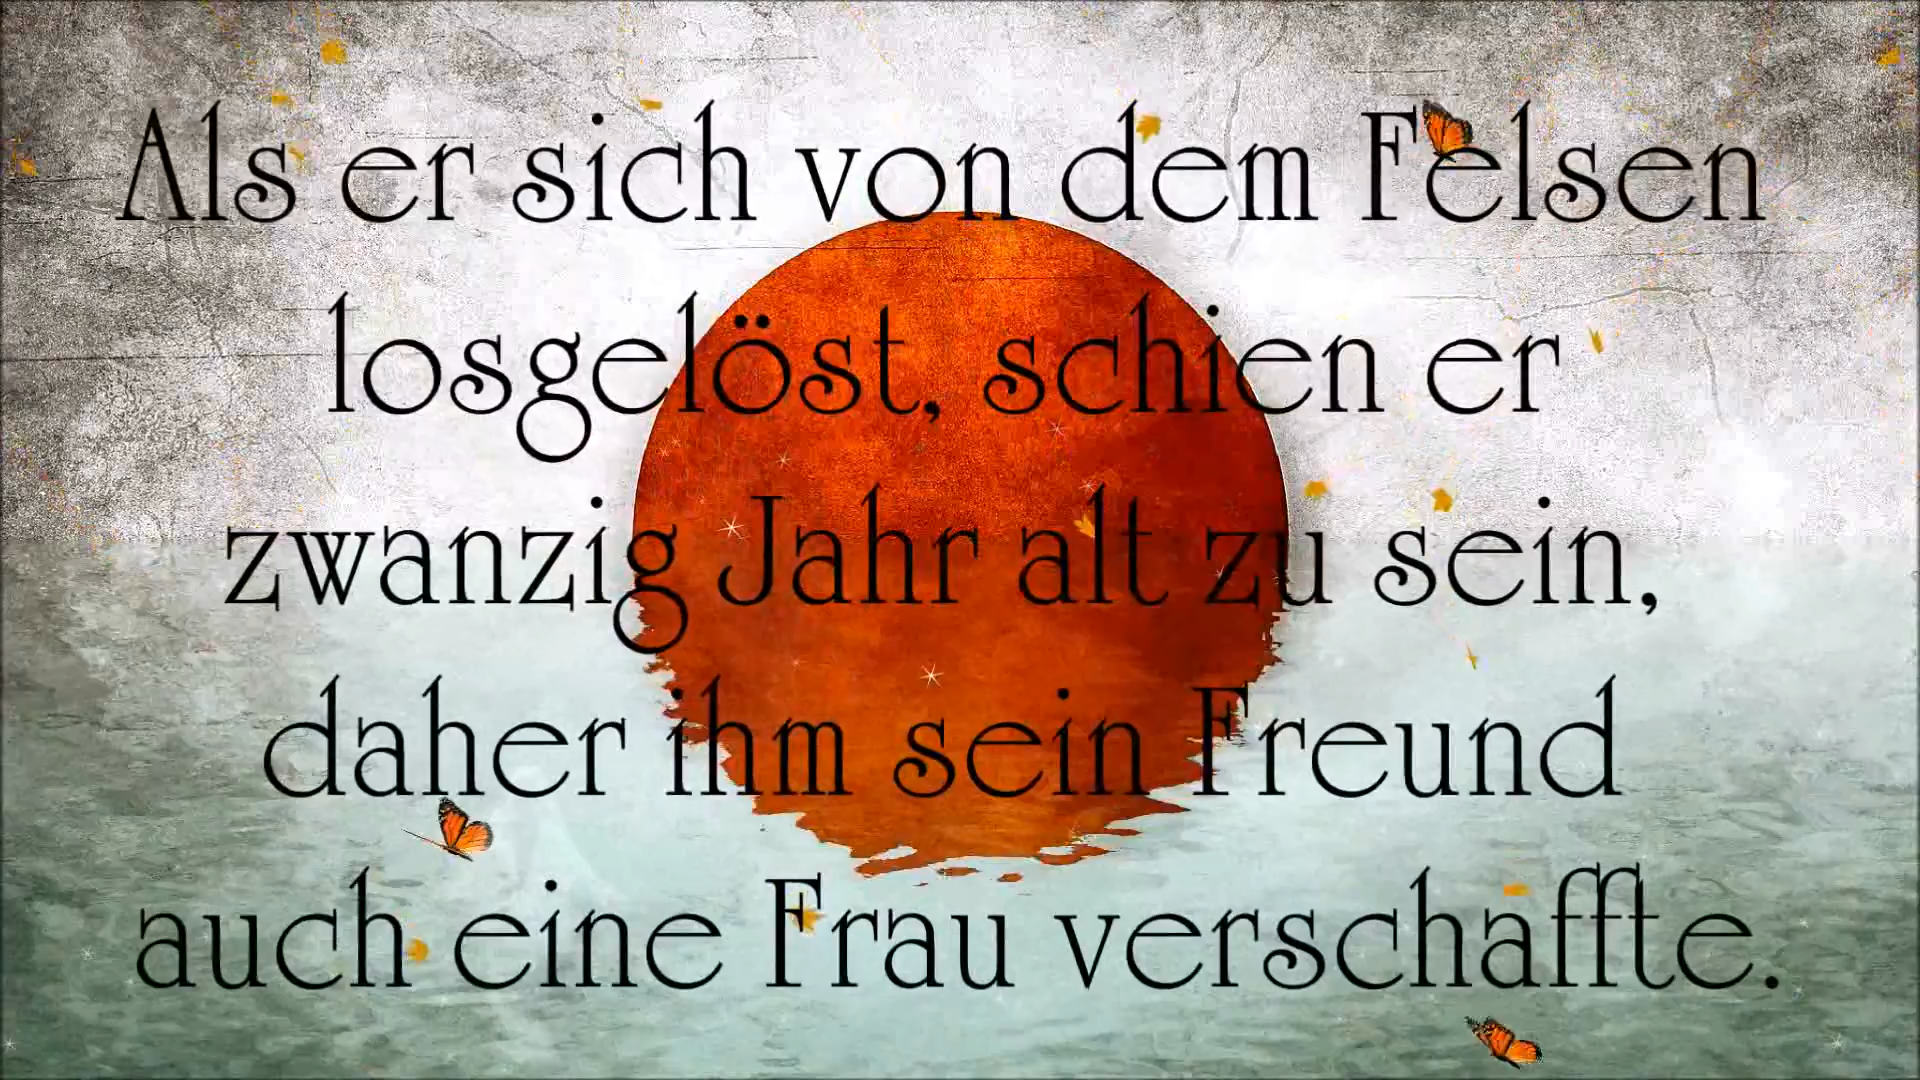 Als er sich von dem Felsen
losgelöst, schien er
zwanzig Jahr alt zu sein,
daher ihm sein Freund
auch eine Frau verschaffte.